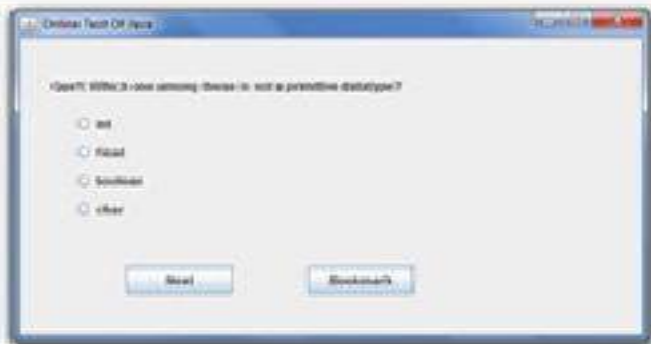 Online Test Of Java
Que1: Which one among these is not a primitive datatype?
int
Float
boolean
char
Next
Bookmark